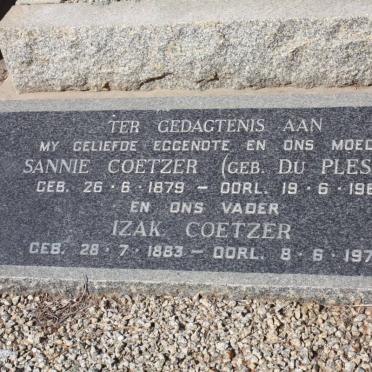 TER GEDAGTENIS AAN
MY GELIEFDE EGGENOTE EN ONS MOED
SANNIE COETZER (GEB. DU PLES
GEB. 26-6-1879 – OORL. 19-6-196
EN ONS VADER
IZAK COETZER
GEB. 28-7-1883 – OORL. 8-6-197